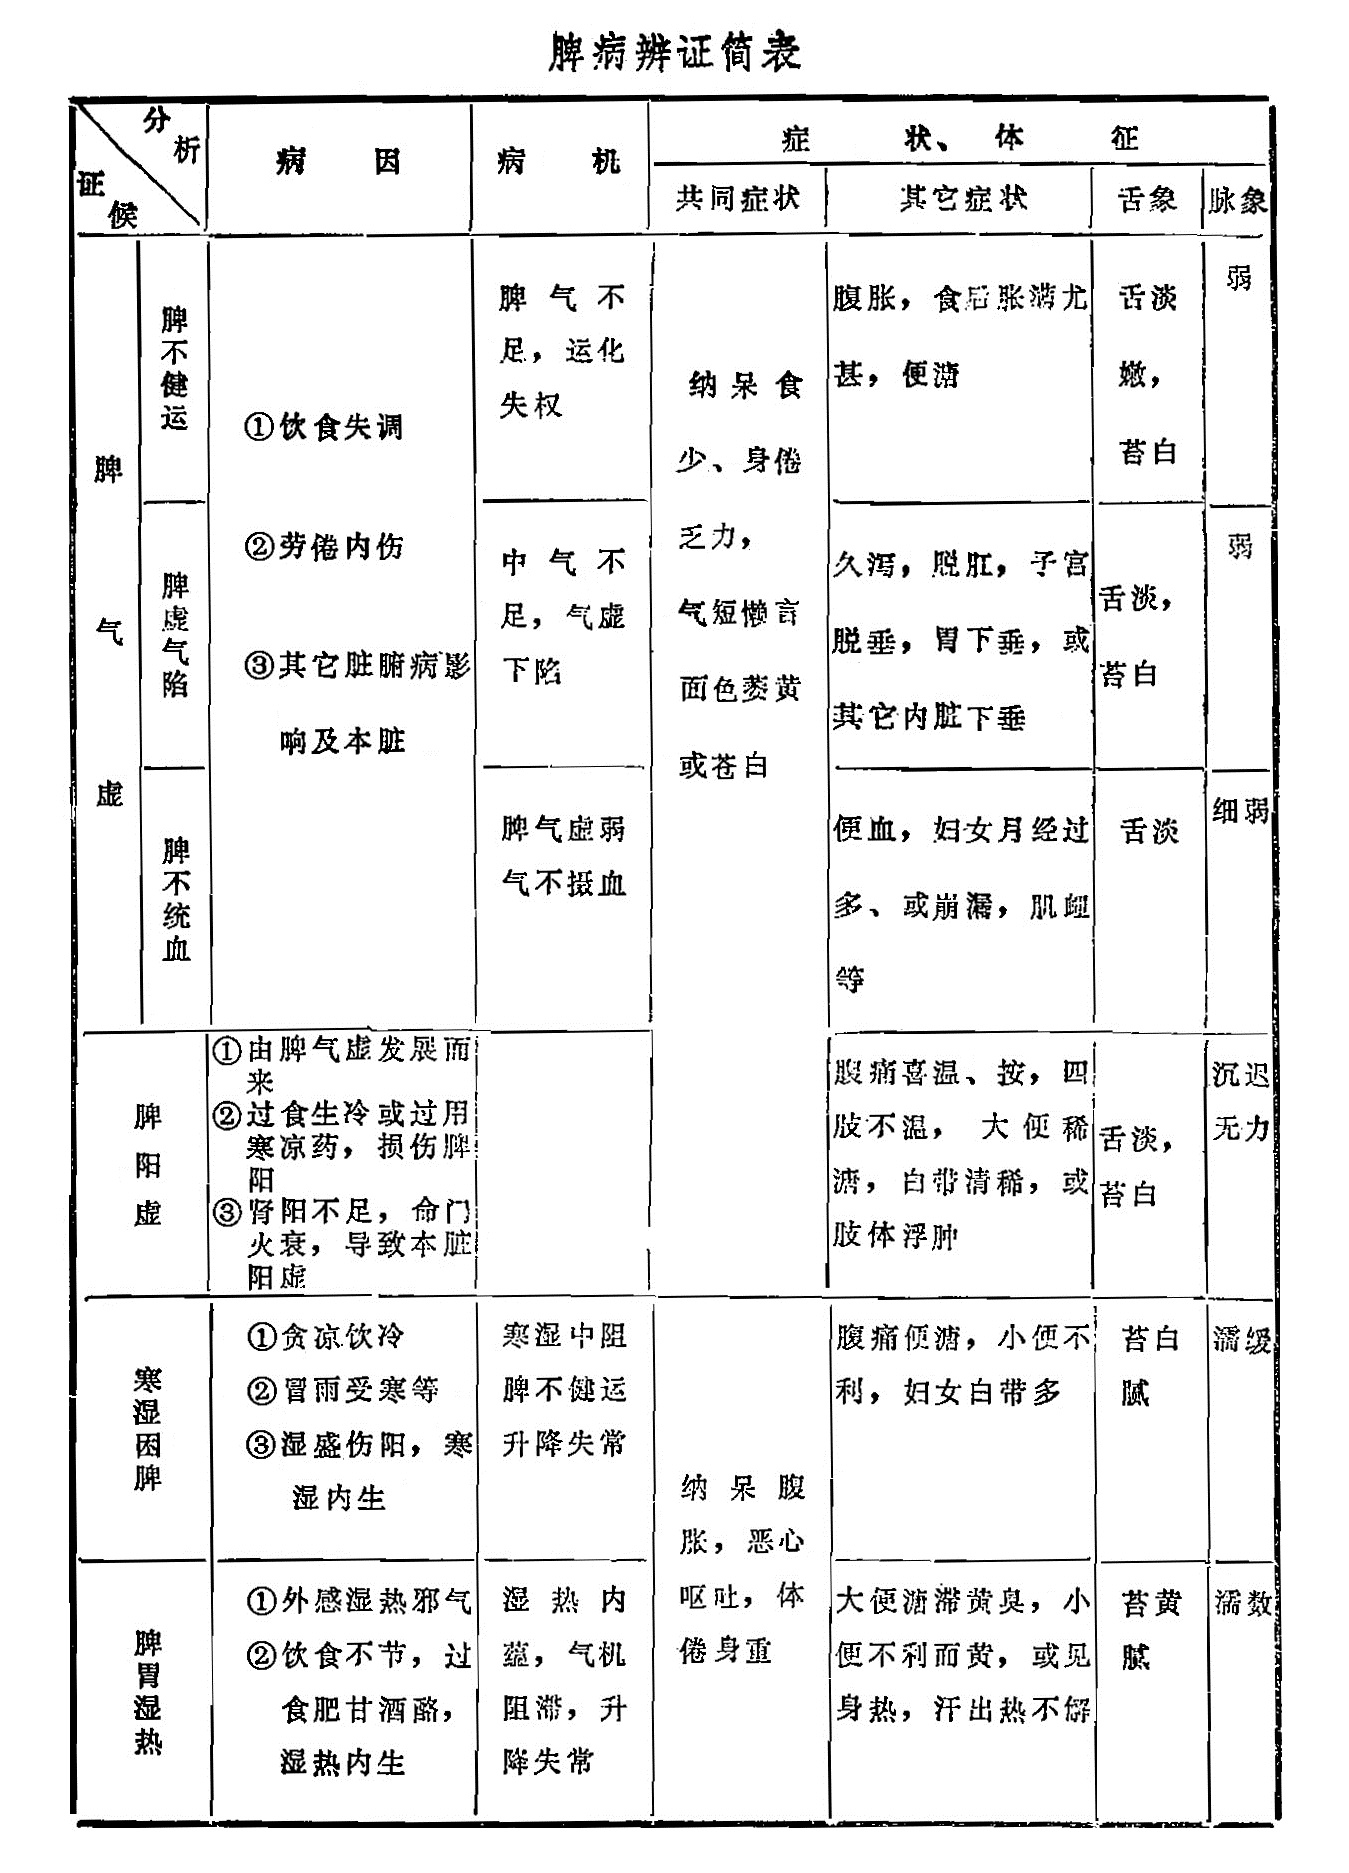 脾病辨证简表
分析
证候
病因
病机
症状、体征
共同症状
其它症状
舌象
脉象
脾气虚
脾不健运
①饮食失调
②劳倦内伤
③其它脏腑病影
响及本脏
脾气不
足，运化
失权
纳呆食
少、身倦
乏力，
气短懒言
面色萎黄
或苍白
腹胀，食后胀满尤
甚，便溏
舌淡
嫩，
苔白
弱
脾虚气陷
中气不
足，气虚
下陷
久泻，脱肛，子宫
脱垂，胃下垂，或
其它内脏下垂
舌淡，
苔白
弱
脾不统血
脾气虚弱
气不摄血
便血，妇女月经过
多、或崩漏，肌衄
等
舌淡
细弱
脾阳虚
①由脾气虚发展而
来
②过食生冷或过用
寒凉药，损伤脾
阳
③肾阳不足，命门
火衰，导致本脏
阳虚
腹痛喜温、按，四
肢不温，大便稀
溏，白带清稀，或
肢体浮肿
舌淡，
苔白
沉迟
无力
寒湿困脾
①贪凉饮冷
②冒雨受寒等
③湿盛伤阳，寒
湿内生
寒湿中阻
脾不健运
升降失常
纳呆腹
胀，恶心
呕吐，体
倦身重
腹痛便溏，小便不
利，妇女白带多
苔白
腻
濡缓
脾胃湿热
①外感湿热邪气
②饮食不节，过
食肥甘酒酪，
湿热内生
湿热内
蕴，气机
阻滞，升
降失常
大便溏滞黄臭，小
便不利而黄，或见
身热，汗出热不解
苔黄
腻
濡数